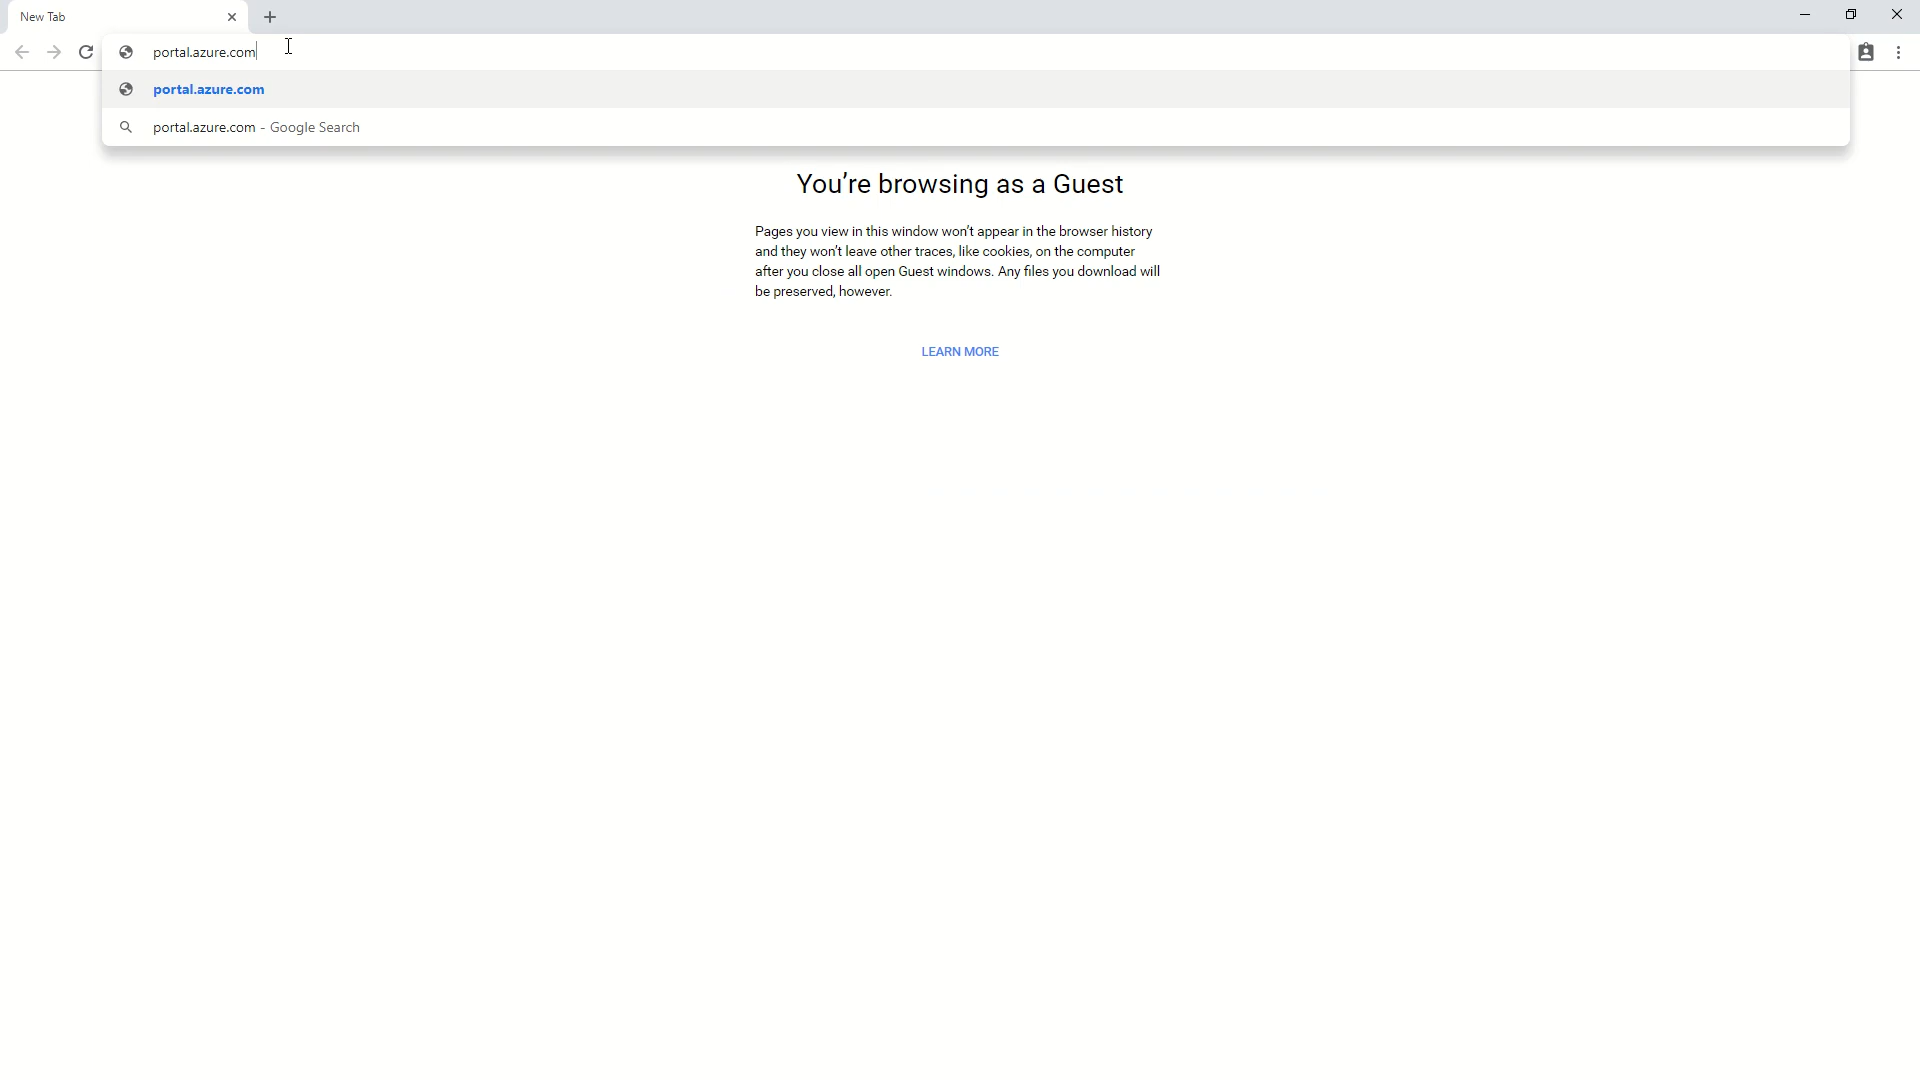 New Tab
portal.azure.com
portal.azure.com
portal.azure.com - Google Search
You’re browsing as a Guest
Pages you view in this window won’t appear in the browser history
and they won’t leave other traces, like cookies, on the computer
after you close all open Guest windows. Any files you download will
be preserved, however.
LEARN MORE